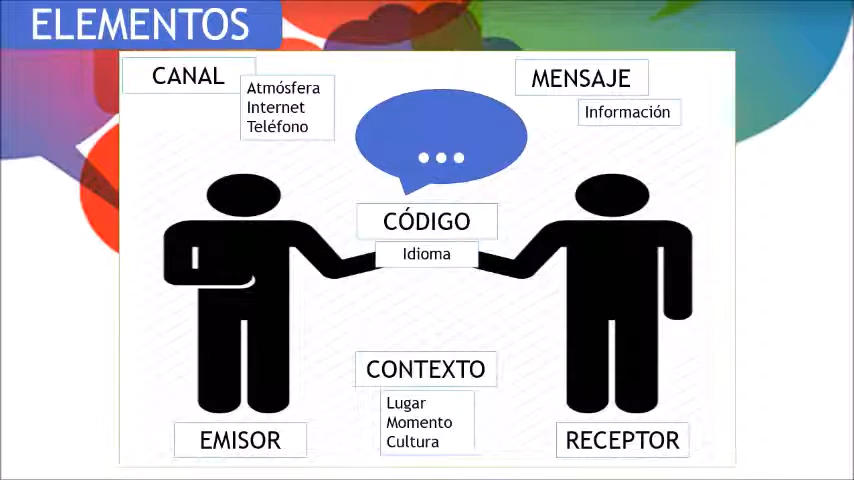 ELEMENTOS
CANAL
Atmósfera
Internet
Teléfono
MENSAJE
Información
CÓDIGO
Idioma
CONTEXTO
Lugar
Momento
Cultura
EMISOR
RECEPTOR